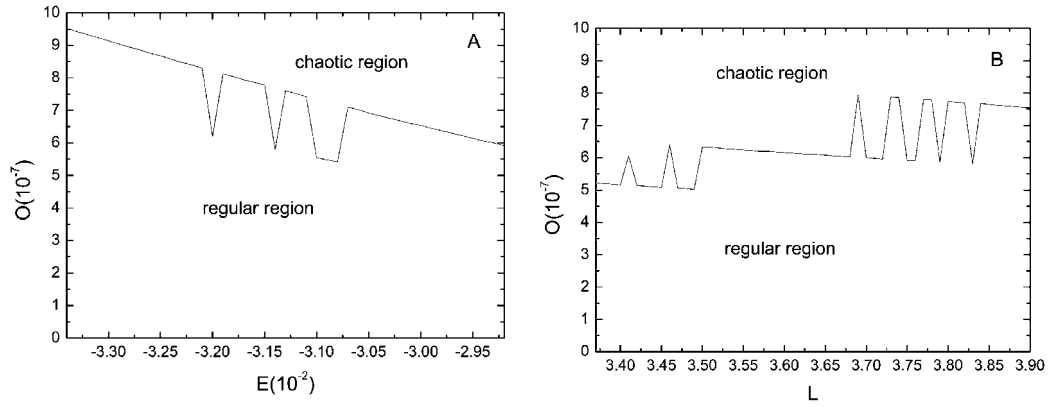 A
chaotic region
regular region
O(10⁻⁷)
10
9
8
7
6
5
4
3
2
1
0
-3.30 -3.25 -3.20 -3.15 -3.10 -3.05 -3.00 -2.95
E(10⁻²)
B
chaotic region
regular region
O(10⁻⁷)
10
9
8
7
6
5
4
3
2
1
0
3.40 3.45 3.50 3.55 3.60 3.65 3.70 3.75 3.80 3.85 3.90
L